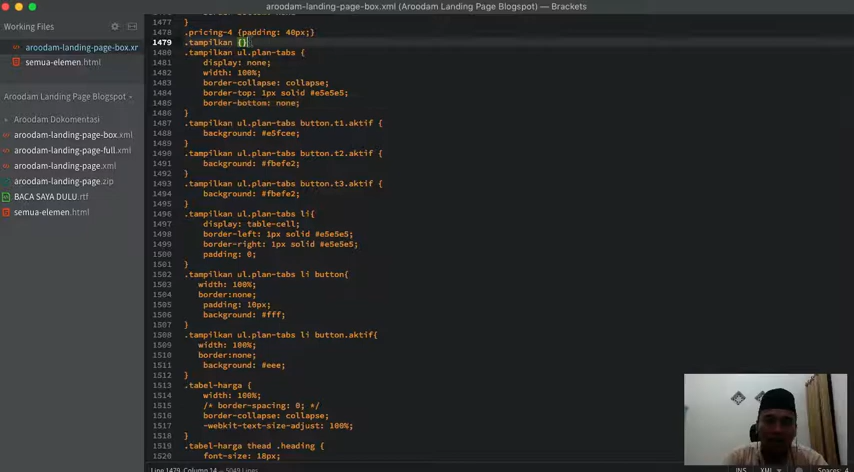 aroodam-landing-page-box.xml (Aroodam Landing Page Blogspot) — Brackets
Working Files
aroodam-landing-page-box.xr
semua-elemen.html
Aroodam Landing Page Blogspot
Aroodam Dokomentasi
aroodam-landing-page-box.xml
aroodam-landing-page-full.xml
aroodam-landing-page.xml
aroodam-landing-page.zip
BACA SAYA DULU.rtf
semua-elemen.html
1477 }
1478 .pricing-4 {padding: 40px;}
1479 .tampilkan {}
1480 .tampilkan ul.plan-tabs {
1481 display: none;
1482 width: 100%;
1483 border-collapse: collapse;
1484 border-top: 1px solid #e5e5e5;
1485 border-bottom: none;
1486 }
1487 .tampilkan ul.plan-tabs button.t1.aktif {
1488 background: #e5fcee;
1489 }
1490 .tampilkan ul.plan-tabs button.t2.aktif {
1491 background: #fbefe2;
1492 }
1493 .tampilkan ul.plan-tabs button.t3.aktif {
1494 background: #fbefe2;
1495 }
1496 .tampilkan ul.plan-tabs li{
1497 display: table-cell;
1498 border-left: 1px solid #e5e5e5;
1499 border-right: 1px solid #e5e5e5;
1500 padding: 0;
1501 }
1502 .tampilkan ul.plan-tabs li button{
1503 width: 100%;
1504 border:none;
1505 padding: 10px;
1506 background: #fff;
1507 }
1508 .tampilkan ul.plan-tabs li button.aktif{
1509 width: 100%;
1510 border:none;
1511 background: #eee;
1512 }
1513 .tabel-harga {
1514 width: 100%;
1515 /* border-spacing: 0; */
1516 border-collapse: collapse;
1517 -webkit-text-size-adjust: 100%;
1518 }
1519 .tabel-harga thead .heading {
1520 font-size: 18px;
Line 1479, Column 14 — 5049 Lines
INS
XML
Spaces: 4